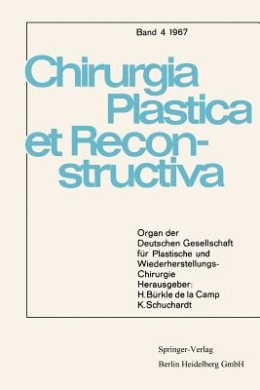 Band 4 1967
Chirurgia
Plastica
et Recon-
structiva
Organ der
Deutschen Gesellschaft
für Plastische und
Wiederherstellungs-
Chirurgie
Herausgeber:
H.Bürkle de la Camp
K.Schuchardt
Springer-Verlag
Berlin Heidelberg GmbH